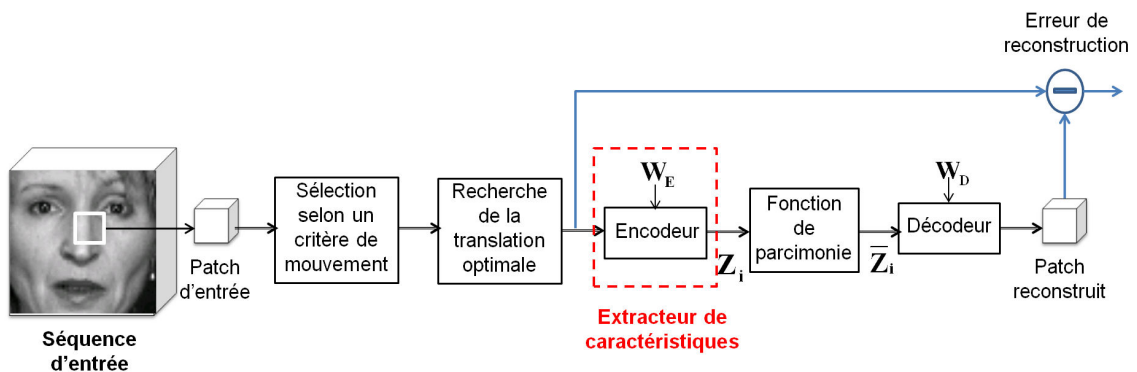 Erreur de
reconstruction
Séquence
d'entrée
Patch
d'entrée
Sélection
selon un
critère de
mouvement
Recherche
de la
translation
optimale
W_E
Encodeur
Extracteur de
caractéristiques
Z_i
Fonction
de
parcimonie
Z̅_i
W_D
Décodeur
Patch
reconstruit